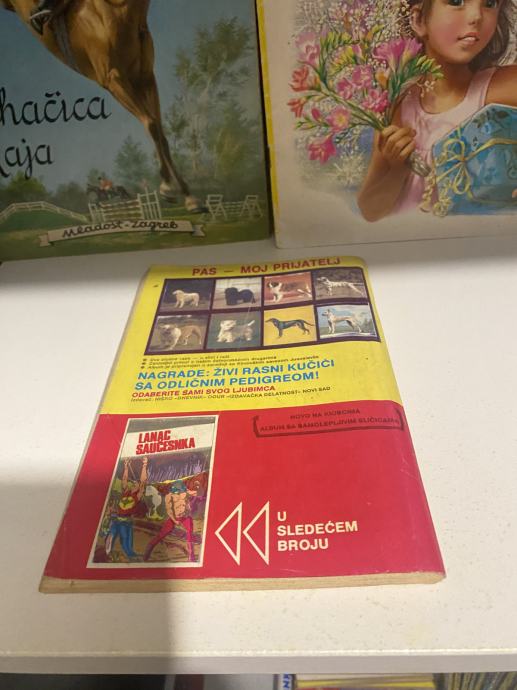 hačica
aja
Mladost-Zagreb
PAS — MOJ PRIJATELJ
NAGRADE: ŽIVI RASNI KUČIĆI
SA ODLIČNIM PEDIGREOM!
ODABERITE SAMI SVOG LJUBIMCA
NOVO NA KIOSCIMA
ALBUM SA SAMOLEPLJIVIM SLIČICAMA
LANAC
SAUČESNIKA
U
SLEDEĆEM
BROJU